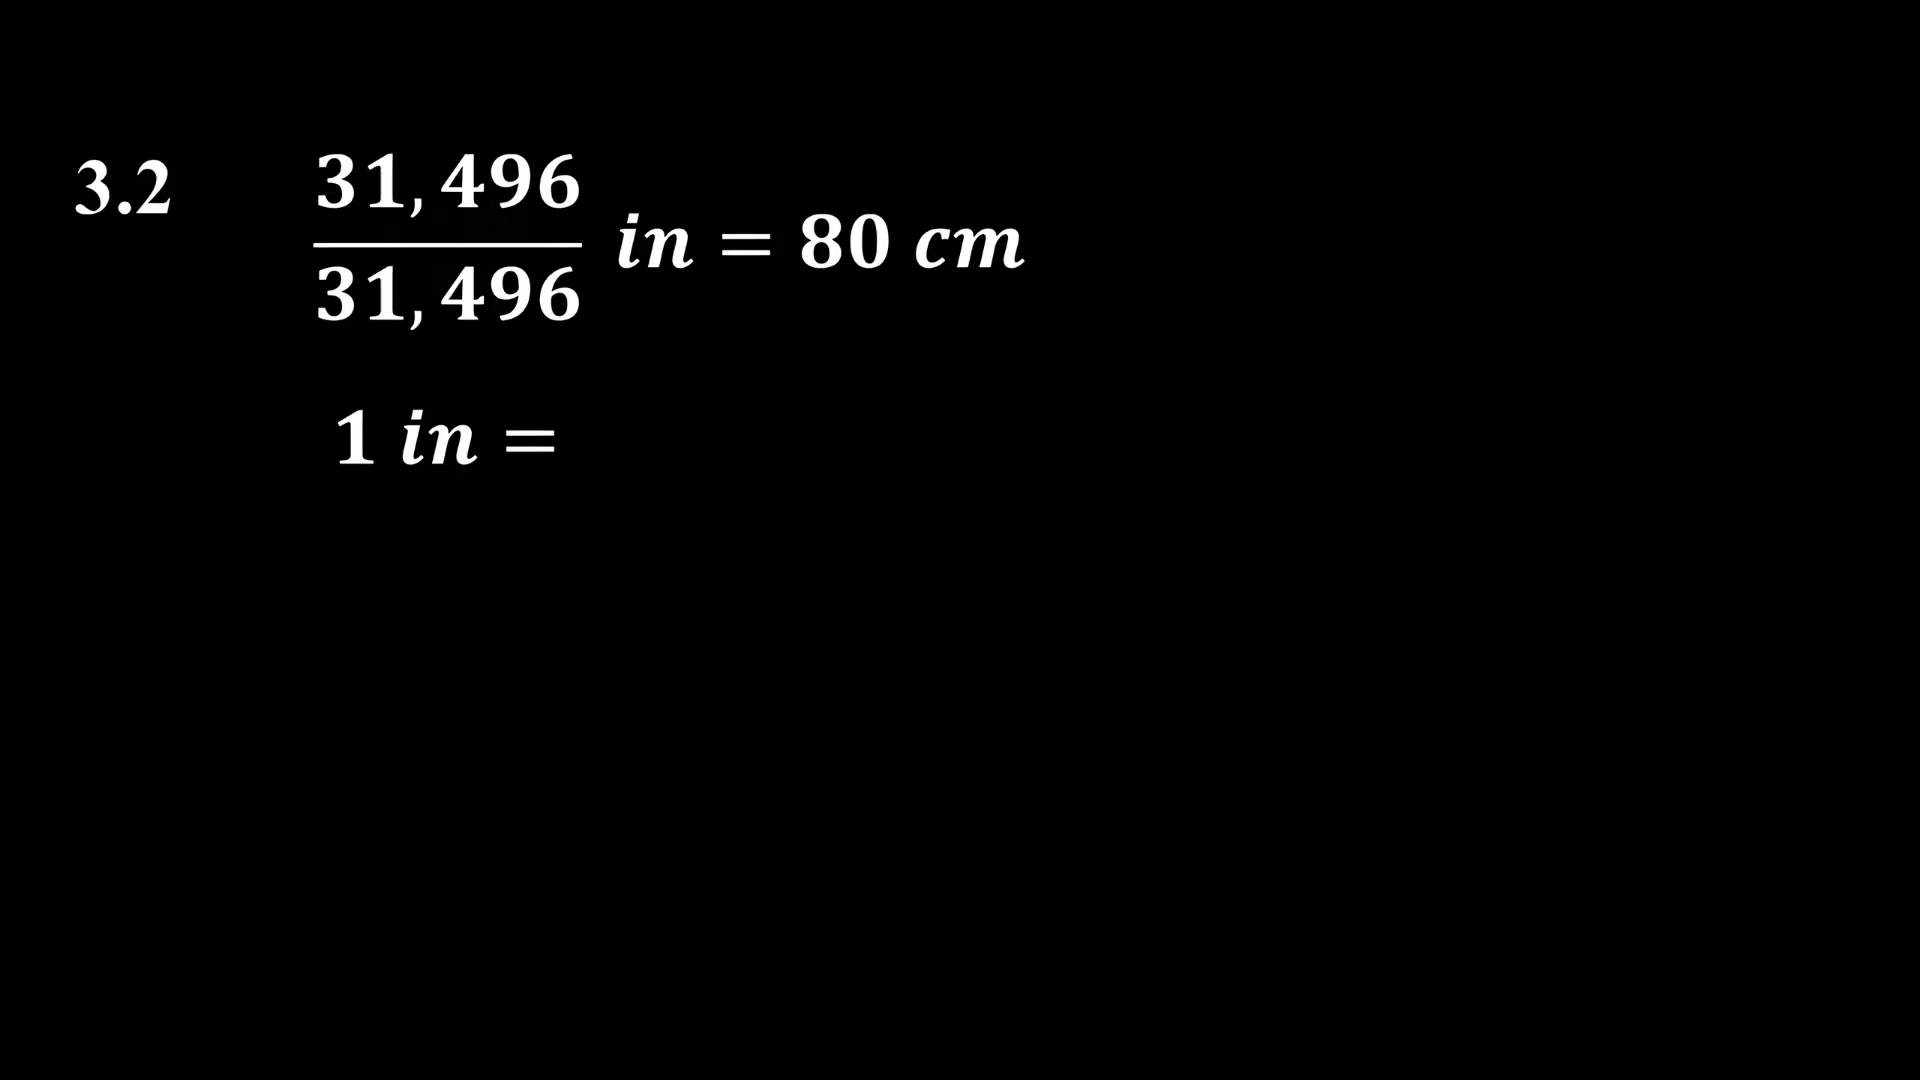 3.2 31,496/31,496 in = 80 cm
1 in =